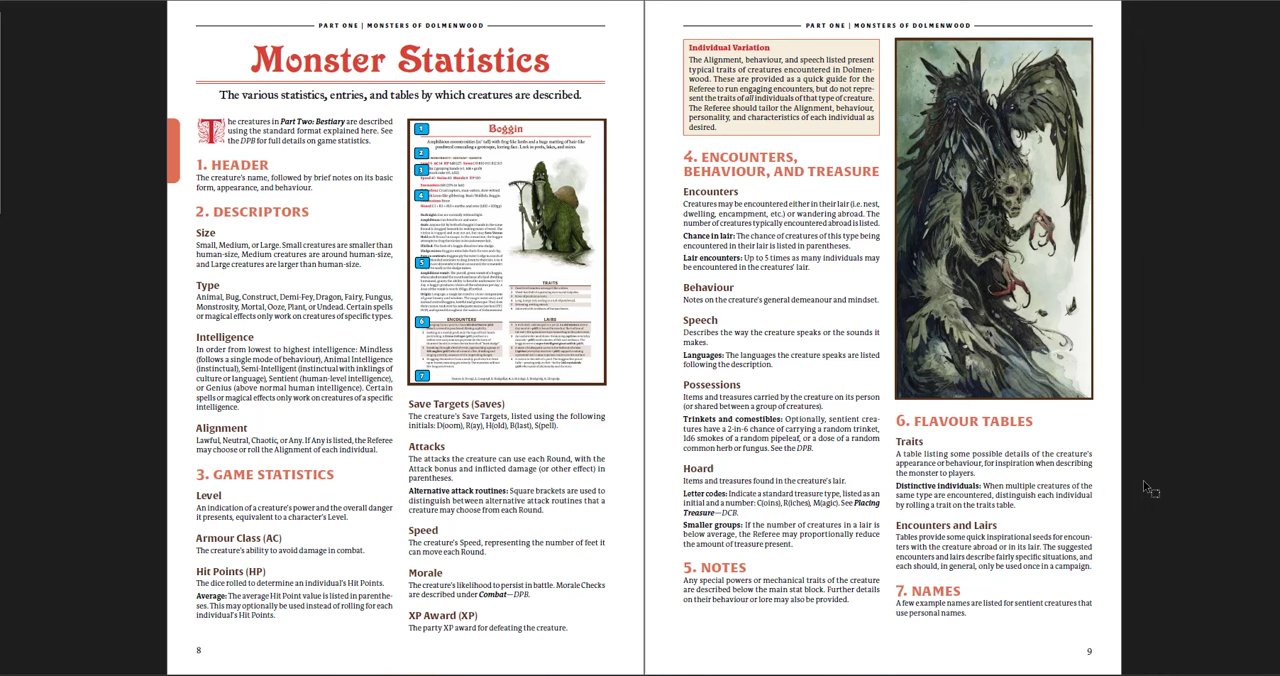 PART ONE | MONSTERS OF DOLMENWOOD
Monster Statistics
The various statistics, entries, and tables by which creatures are described.
The creatures in Part Two: Bestiary are described
using the standard format explained here. See
the DPB for full details on game statistics.
1. HEADER
The creature's name, followed by brief notes on its basic
form, appearance, and behaviour.
2. DESCRIPTORS
Size
Small, Medium, or Large. Small creatures are smaller than
human-size, Medium creatures are around human-size,
and Large creatures are larger than human-size.
Type
Animal, Bug, Construct, Demi-Fey, Dragon, Fairy, Fungus,
Monstrosity, Mortal, Ooze, Plant, or Undead. Certain spells
or magical effects only work on creatures of specific types.
Intelligence
In order from lowest to highest intelligence: Mindless
(follows a single mode of behaviour), Animal Intelligence
(instinctual), Semi-Intelligent (instinctual with inklings of
culture or language), Sentient (human-level intelligence),
or Genius (above normal human intelligence). Certain
spells or magical effects only work on creatures of a specific
intelligence.
Alignment
Lawful, Neutral, Chaotic, or Any. If Any is listed, the Referee
may choose or roll the Alignment of each individual.
3. GAME STATISTICS
Level
An indication of a creature's power and the overall danger
it presents, equivalent to a character's Level.
Armour Class (AC)
The creature's ability to avoid damage in combat.
Hit Points (HP)
The dice rolled to determine an individual's Hit Points.
Average: The average Hit Point value is listed in parenthe-
ses. This may optionally be used instead of rolling for each
individual's Hit Points.
8
Boggin
1
2
3
4
5
6
7
TRAITS
ENCOUNTERS
LAIRS
Save Targets (Saves)
The creature's Save Targets, listed using the following
initials: D(oom), R(ay), H(old), B(last), S(pell).
Attacks
The attacks the creature can use each Round, with the
Attack bonus and inflicted damage (or other effect) in
parentheses.
Alternative attack routines: Square brackets are used to
distinguish between alternative attack routines that a
creature may choose from each Round.
Speed
The creature's Speed, representing the number of feet it
can move each Round.
Morale
The creature's likelihood to persist in battle. Morale Checks
are described under Combat—DPB.
XP Award (XP)
The party XP award for defeating the creature.
PART ONE | MONSTERS OF DOLMENWOOD
Individual Variation
The Alignment, behaviour, and speech listed present
typical traits of creatures encountered in Dolmen-
wood. These are provided as a quick guide for the
Referee to run engaging encounters, but do not repre-
sent the traits of all individuals of that type of creature.
The Referee should tailor the Alignment, behaviour,
personality, and characteristics of each individual as
desired.
4. ENCOUNTERS,
BEHAVIOUR, AND TREASURE
Encounters
Creatures may be encountered either in their lair (i.e. nest,
dwelling, encampment, etc.) or wandering abroad. The
number of creatures typically encountered abroad is listed.
Chance in lair: The chance of creatures of this type being
encountered in their lair is listed in parentheses.
Lair encounters: Up to 5 times as many individuals may
be encountered in the creatures' lair.
Behaviour
Notes on the creature's general demeanour and mindset.
Speech
Describes the way the creature speaks or the sounds it
makes.
Languages: The languages the creature speaks are listed
following the description.
Possessions
Items and treasures carried by the creature on its person
(or shared between a group of creatures).
Trinkets and comestibles: Optionally, sentient crea-
tures have a 2-in-6 chance of carrying a random trinket,
1d6 smokes of a random pipeleaf, or a dose of a random
common herb or fungus. See the DPB.
Hoard
Items and treasures found in the creature's lair.
Letter codes: Indicate a standard treasure type, listed as an
initial and a number: C(oins), R(iches), M(agic). See Placing
Treasure—DCB.
Smaller groups: If the number of creatures in a lair is
below average, the Referee may proportionally reduce
the amount of treasure present.
5. NOTES
Any special powers or mechanical traits of the creature
are described below the main stat block. Further details
on their behaviour or lore may also be provided.
6. FLAVOUR TABLES
Traits
A table listing some possible details of the creature's
appearance or behaviour, for inspiration when describing
the monster to players.
Distinctive individuals: When multiple creatures of the
same type are encountered, distinguish each individual
by rolling a trait on the traits table.
Encounters and Lairs
Tables provide some quick inspirational seeds for encoun-
ters with the creature abroad or in its lair. The suggested
encounters and lairs describe fairly specific situations, and
each should, in general, only be used once in a campaign.
7. NAMES
A few example names are listed for sentient creatures that
use personal names.
9